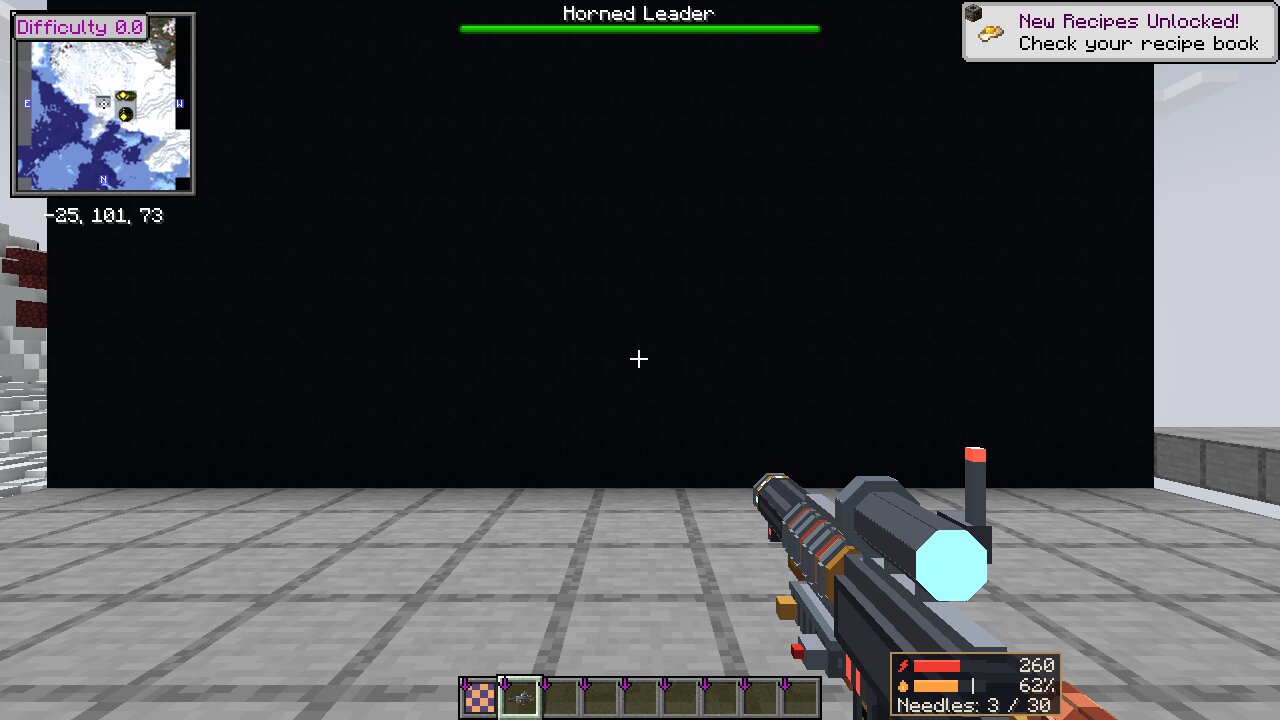 Horned Leader
Difficulty 0.0
New Recipes Unlocked!
Check your recipe book
E
W
N
-25, 101, 73
260
62%
Needles: 3 / 30